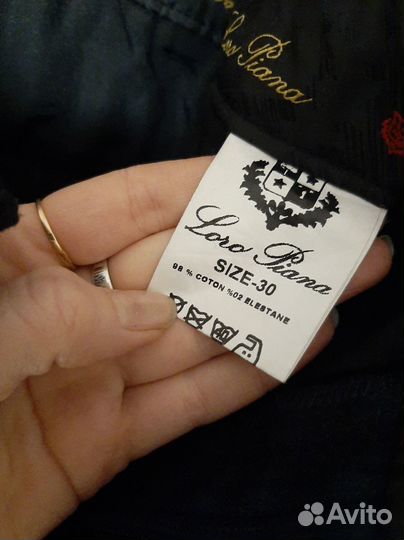 Loro Piana
Loro Piana
SIZE-30
98 % COTON %02 ELESTANE
Avito